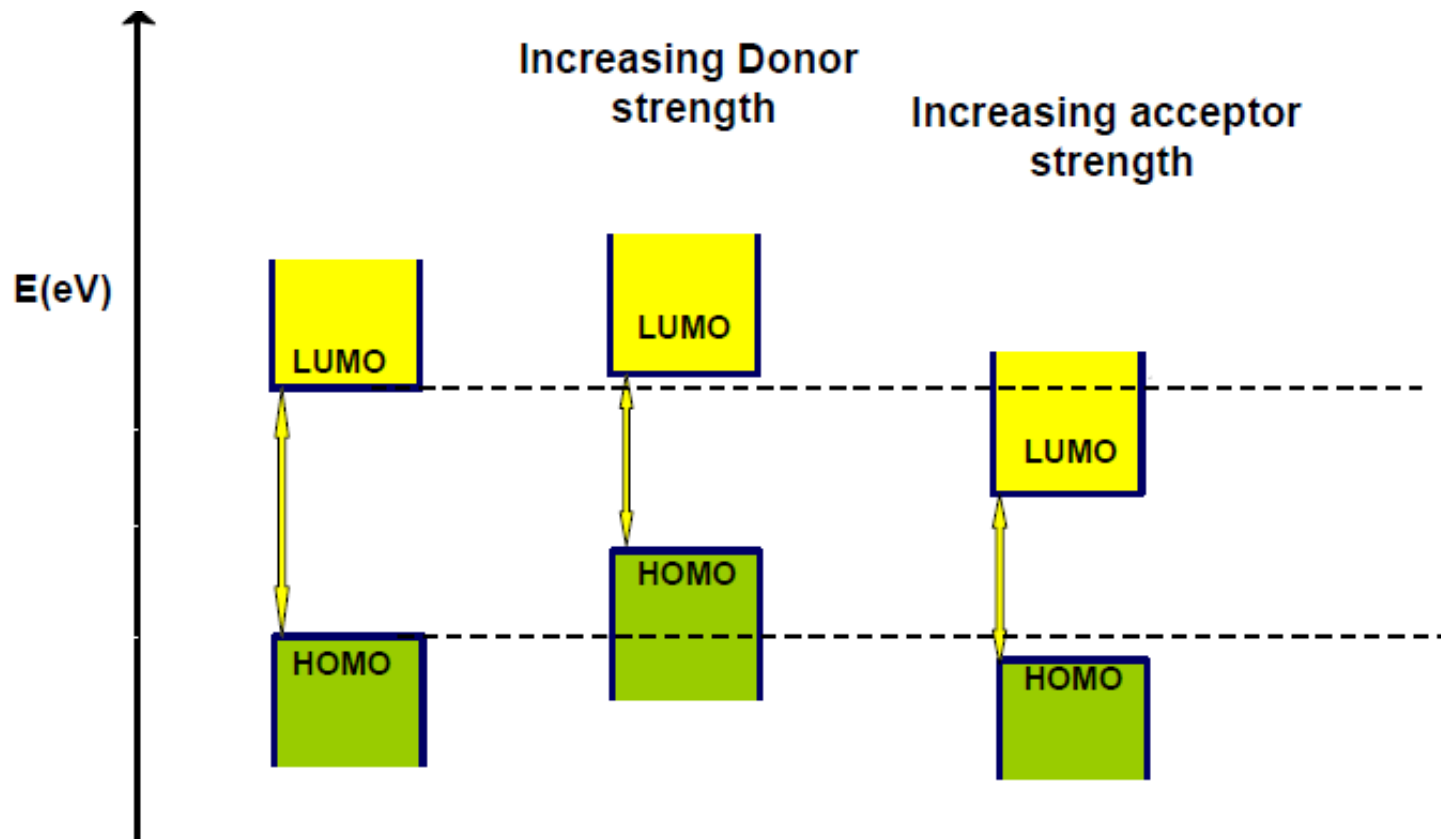 Increasing Donor
strength
Increasing acceptor
strength
E(eV)
LUMO
LUMO
LUMO
HOMO
HOMO
HOMO